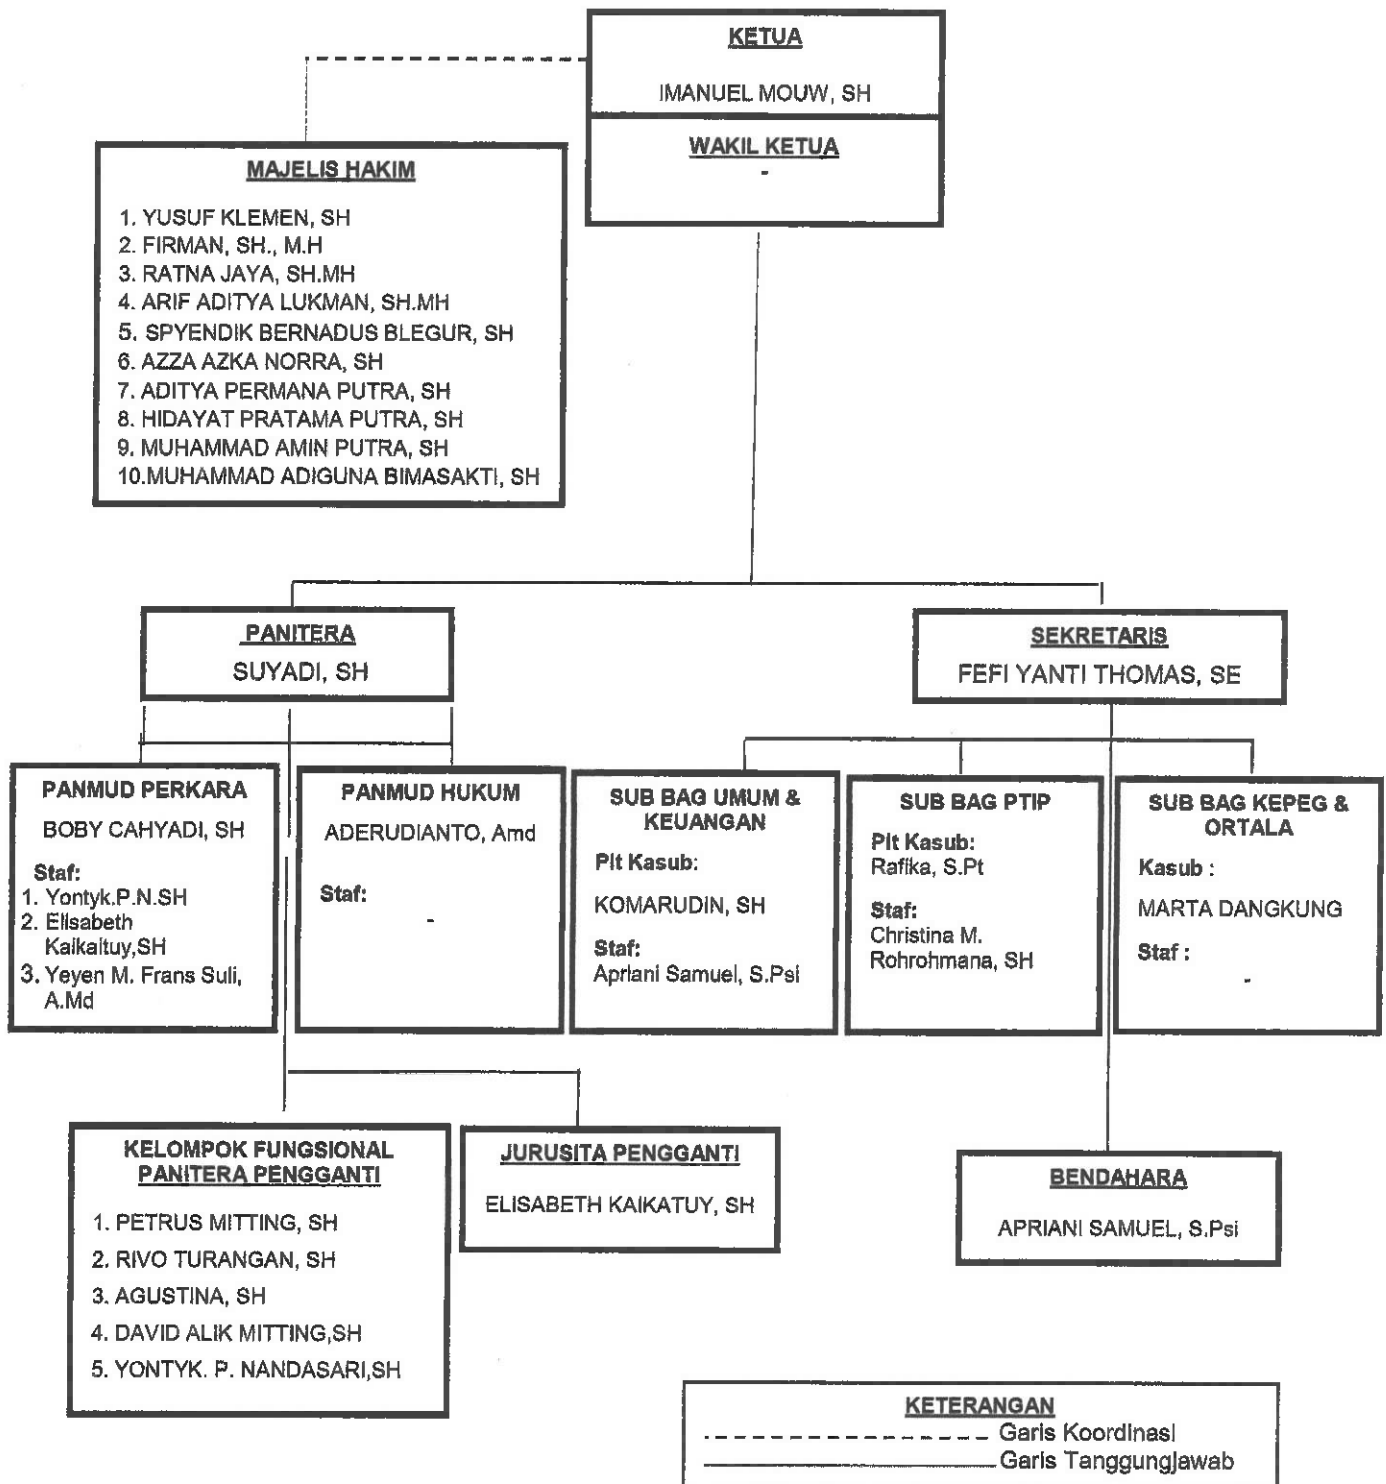 KETUA
IMANUEL MOUW, SH
WAKIL KETUA
-
MAJELIS HAKIM
1. YUSUF KLEMEN, SH
2. FIRMAN, SH., M.H
3. RATNA JAYA, SH.MH
4. ARIF ADITYA LUKMAN, SH.MH
5. SPYENDIK BERNADUS BLEGUR, SH
6. AZZA AZKA NORRA, SH
7. ADITYA PERMANA PUTRA, SH
8. HIDAYAT PRATAMA PUTRA, SH
9. MUHAMMAD AMIN PUTRA, SH
10.MUHAMMAD ADIGUNA BIMASAKTI, SH
PANITERA
SUYADI, SH
SEKRETARIS
FEFI YANTI THOMAS, SE
PANMUD PERKARA
BOBY CAHYADI, SH
Staf:
1. Yontyk.P.N.SH
2. Elisabeth
Kaikaituy,SH
3. Yeyen M. Frans Suli,
A.Md
PANMUD HUKUM
ADERUDIANTO, Amd
Staf:
-
SUB BAG UMUM &
KEUANGAN
Plt Kasub:
KOMARUDIN, SH
Staf:
Apriani Samuel, S.Psi
SUB BAG PTIP
Plt Kasub:
Rafika, S.Pt
Staf:
Christina M.
Rohrohmana, SH
SUB BAG KEPEG &
ORTALA
Kasub :
MARTA DANGKUNG
Staf :
-
KELOMPOK FUNGSIONAL
PANITERA PENGGANTI
1. PETRUS MITTING, SH
2. RIVO TURANGAN, SH
3. AGUSTINA, SH
4. DAVID ALIK MITTING,SH
5. YONTYK. P. NANDASARI,SH
JURUSITA PENGGANTI
ELISABETH KAIKATUY, SH
BENDAHARA
APRIANI SAMUEL, S.Psi
KETERANGAN
Garis Koordinasi
Garis Tanggungjawab